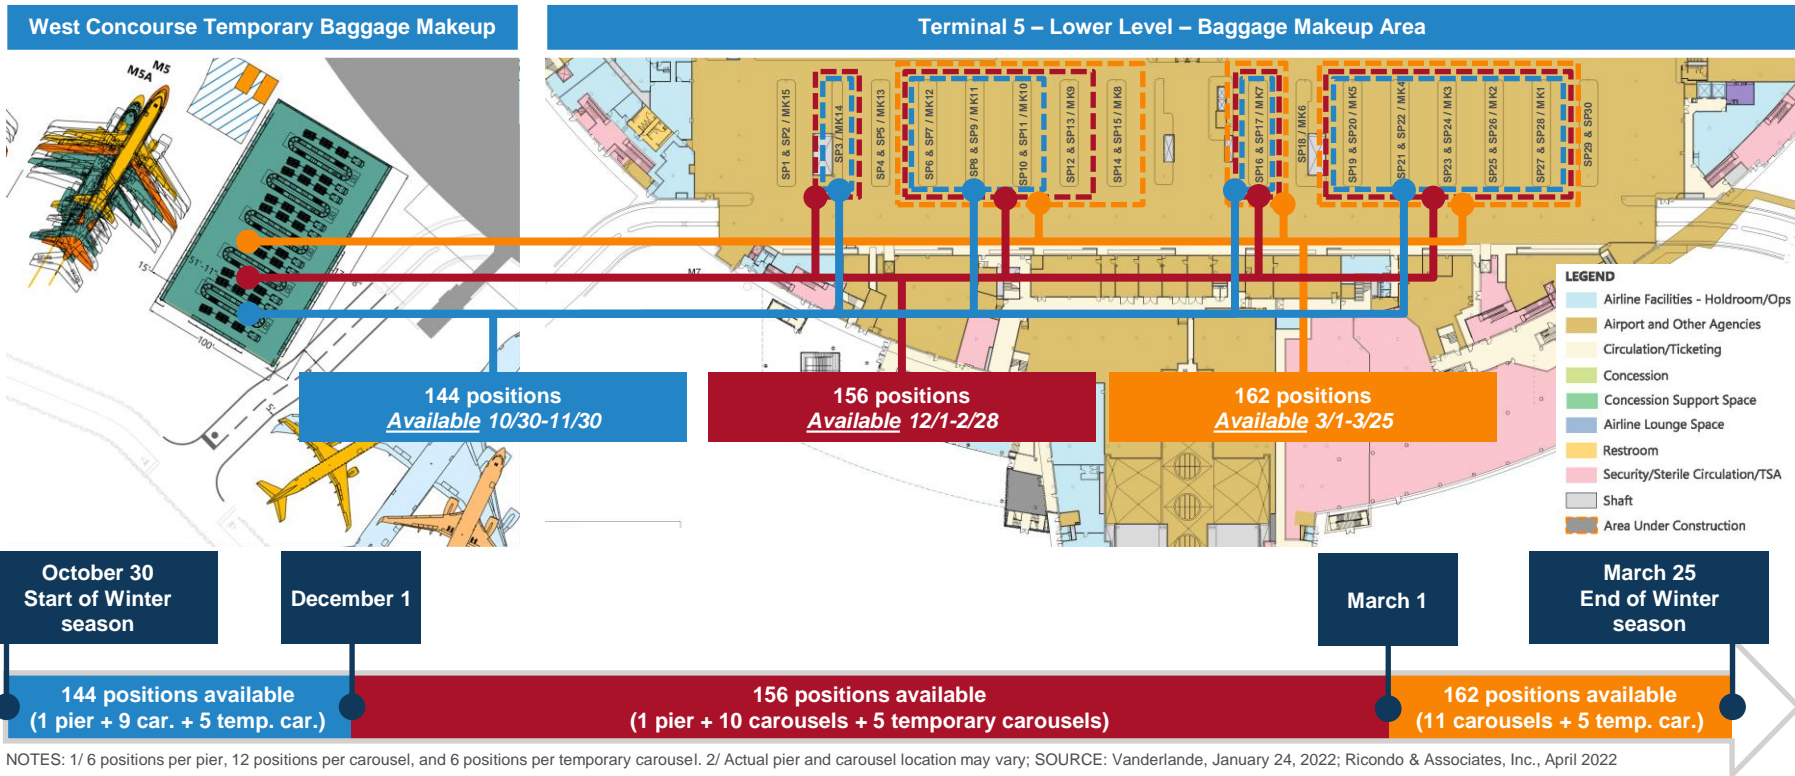 West Concourse Temporary Baggage Makeup
Terminal 5 – Lower Level – Baggage Makeup Area
M5
M5A
15'
51'-11"
100'
5'
M7
SP1 & SP2 / MK15
SP3 / MK14
SP4 & SP5 / MK13
SP6 & SP7 / MK12
SP8 & SP9 / MK11
SP10 & SP11 / MK10
SP12 & SP13 / MK9
SP14 & SP15 / MK8
SP16 & SP17 / MK7
SP18 / MK6
SP19 & SP20 / MK5
SP21 & SP22 / MK4
SP23 & SP24 / MK3
SP25 & SP26 / MK2
SP27 & SP28 / MK1
SP29 & SP30
LEGEND
Airline Facilities - Holdroom/Ops
Airport and Other Agencies
Circulation/Ticketing
Concession
Concession Support Space
Airline Lounge Space
Restroom
Security/Sterile Circulation/TSA
Shaft
Area Under Construction
144 positions
Available 10/30-11/30
156 positions
Available 12/1-2/28
162 positions
Available 3/1-3/25
October 30
Start of Winter
season
December 1
March 1
March 25
End of Winter
season
144 positions available
(1 pier + 9 car. + 5 temp. car.)
156 positions available
(1 pier + 10 carousels + 5 temporary carousels)
162 positions available
(11 carousels + 5 temp. car.)
NOTES: 1/ 6 positions per pier, 12 positions per carousel, and 6 positions per temporary carousel. 2/ Actual pier and carousel location may vary; SOURCE: Vanderlande, January 24, 2022; Ricondo & Associates, Inc., April 2022